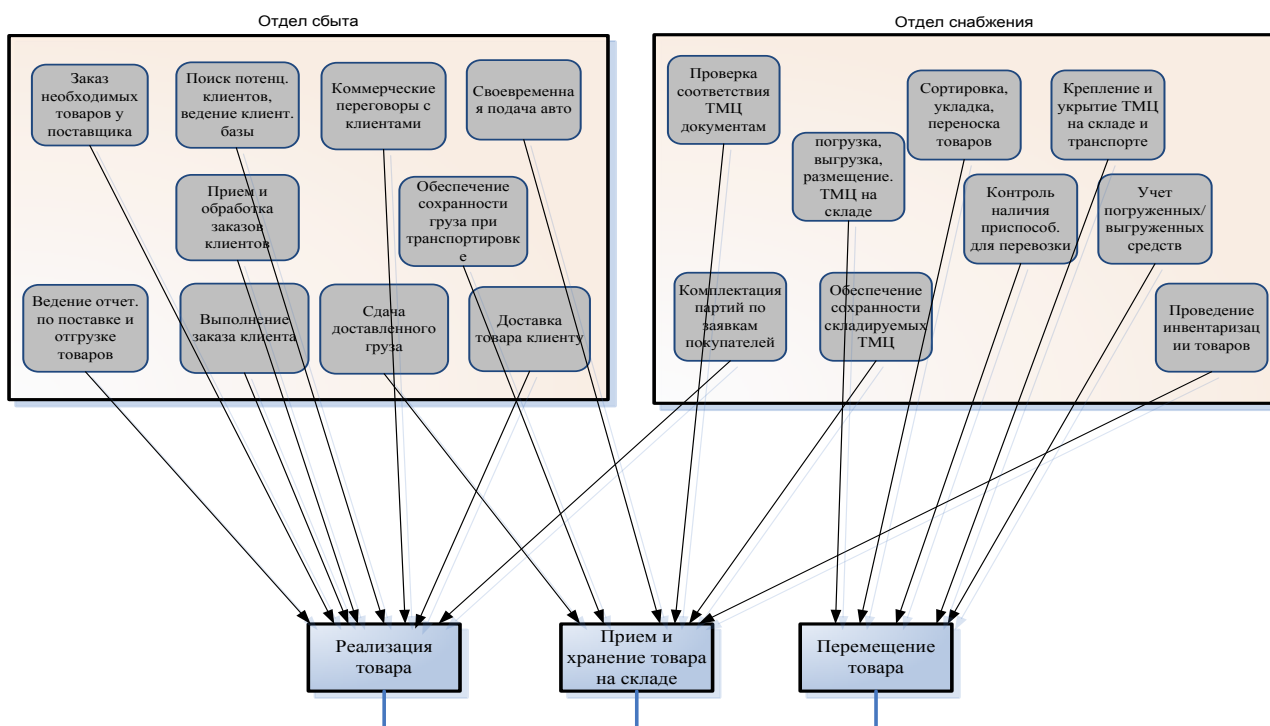 Отдел сбыта
Отдел снабжения
Заказ
необходимых
товаров у
поставщика
Поиск потенц.
клиентов,
ведение клиент.
базы
Коммерческие
переговоры с
клиентами
Своевременна
я подача авто
Проверка
соответствия
ТМЦ
документам
погрузка,
выгрузка,
размещение.
ТМЦ на
складе
Сортировка,
укладка,
переноска
товаров
Крепление и
укрытие ТМЦ
на складе и
транспорте
Прием и
обработка
заказов
клиентов
Обеспечение
сохранности
груза при
транспортировк
е
Контроль
наличия
приспособ.
для перевозки
Учет
погруженных/
выгруженных
средств
Ведение отчет.
по поставке и
отгрузке
товаров
Выполнение
заказа клиента
Сдача
доставленного
груза
Доставка
товара клиенту
Комплектация
партий по
заявкам
покупателей
Обеспечение
сохранности
складируемых
ТМЦ
Проведение
инвентаризац
ии товаров
Реализация
товара
Прием и
хранение товара
на складе
Перемещение
товара